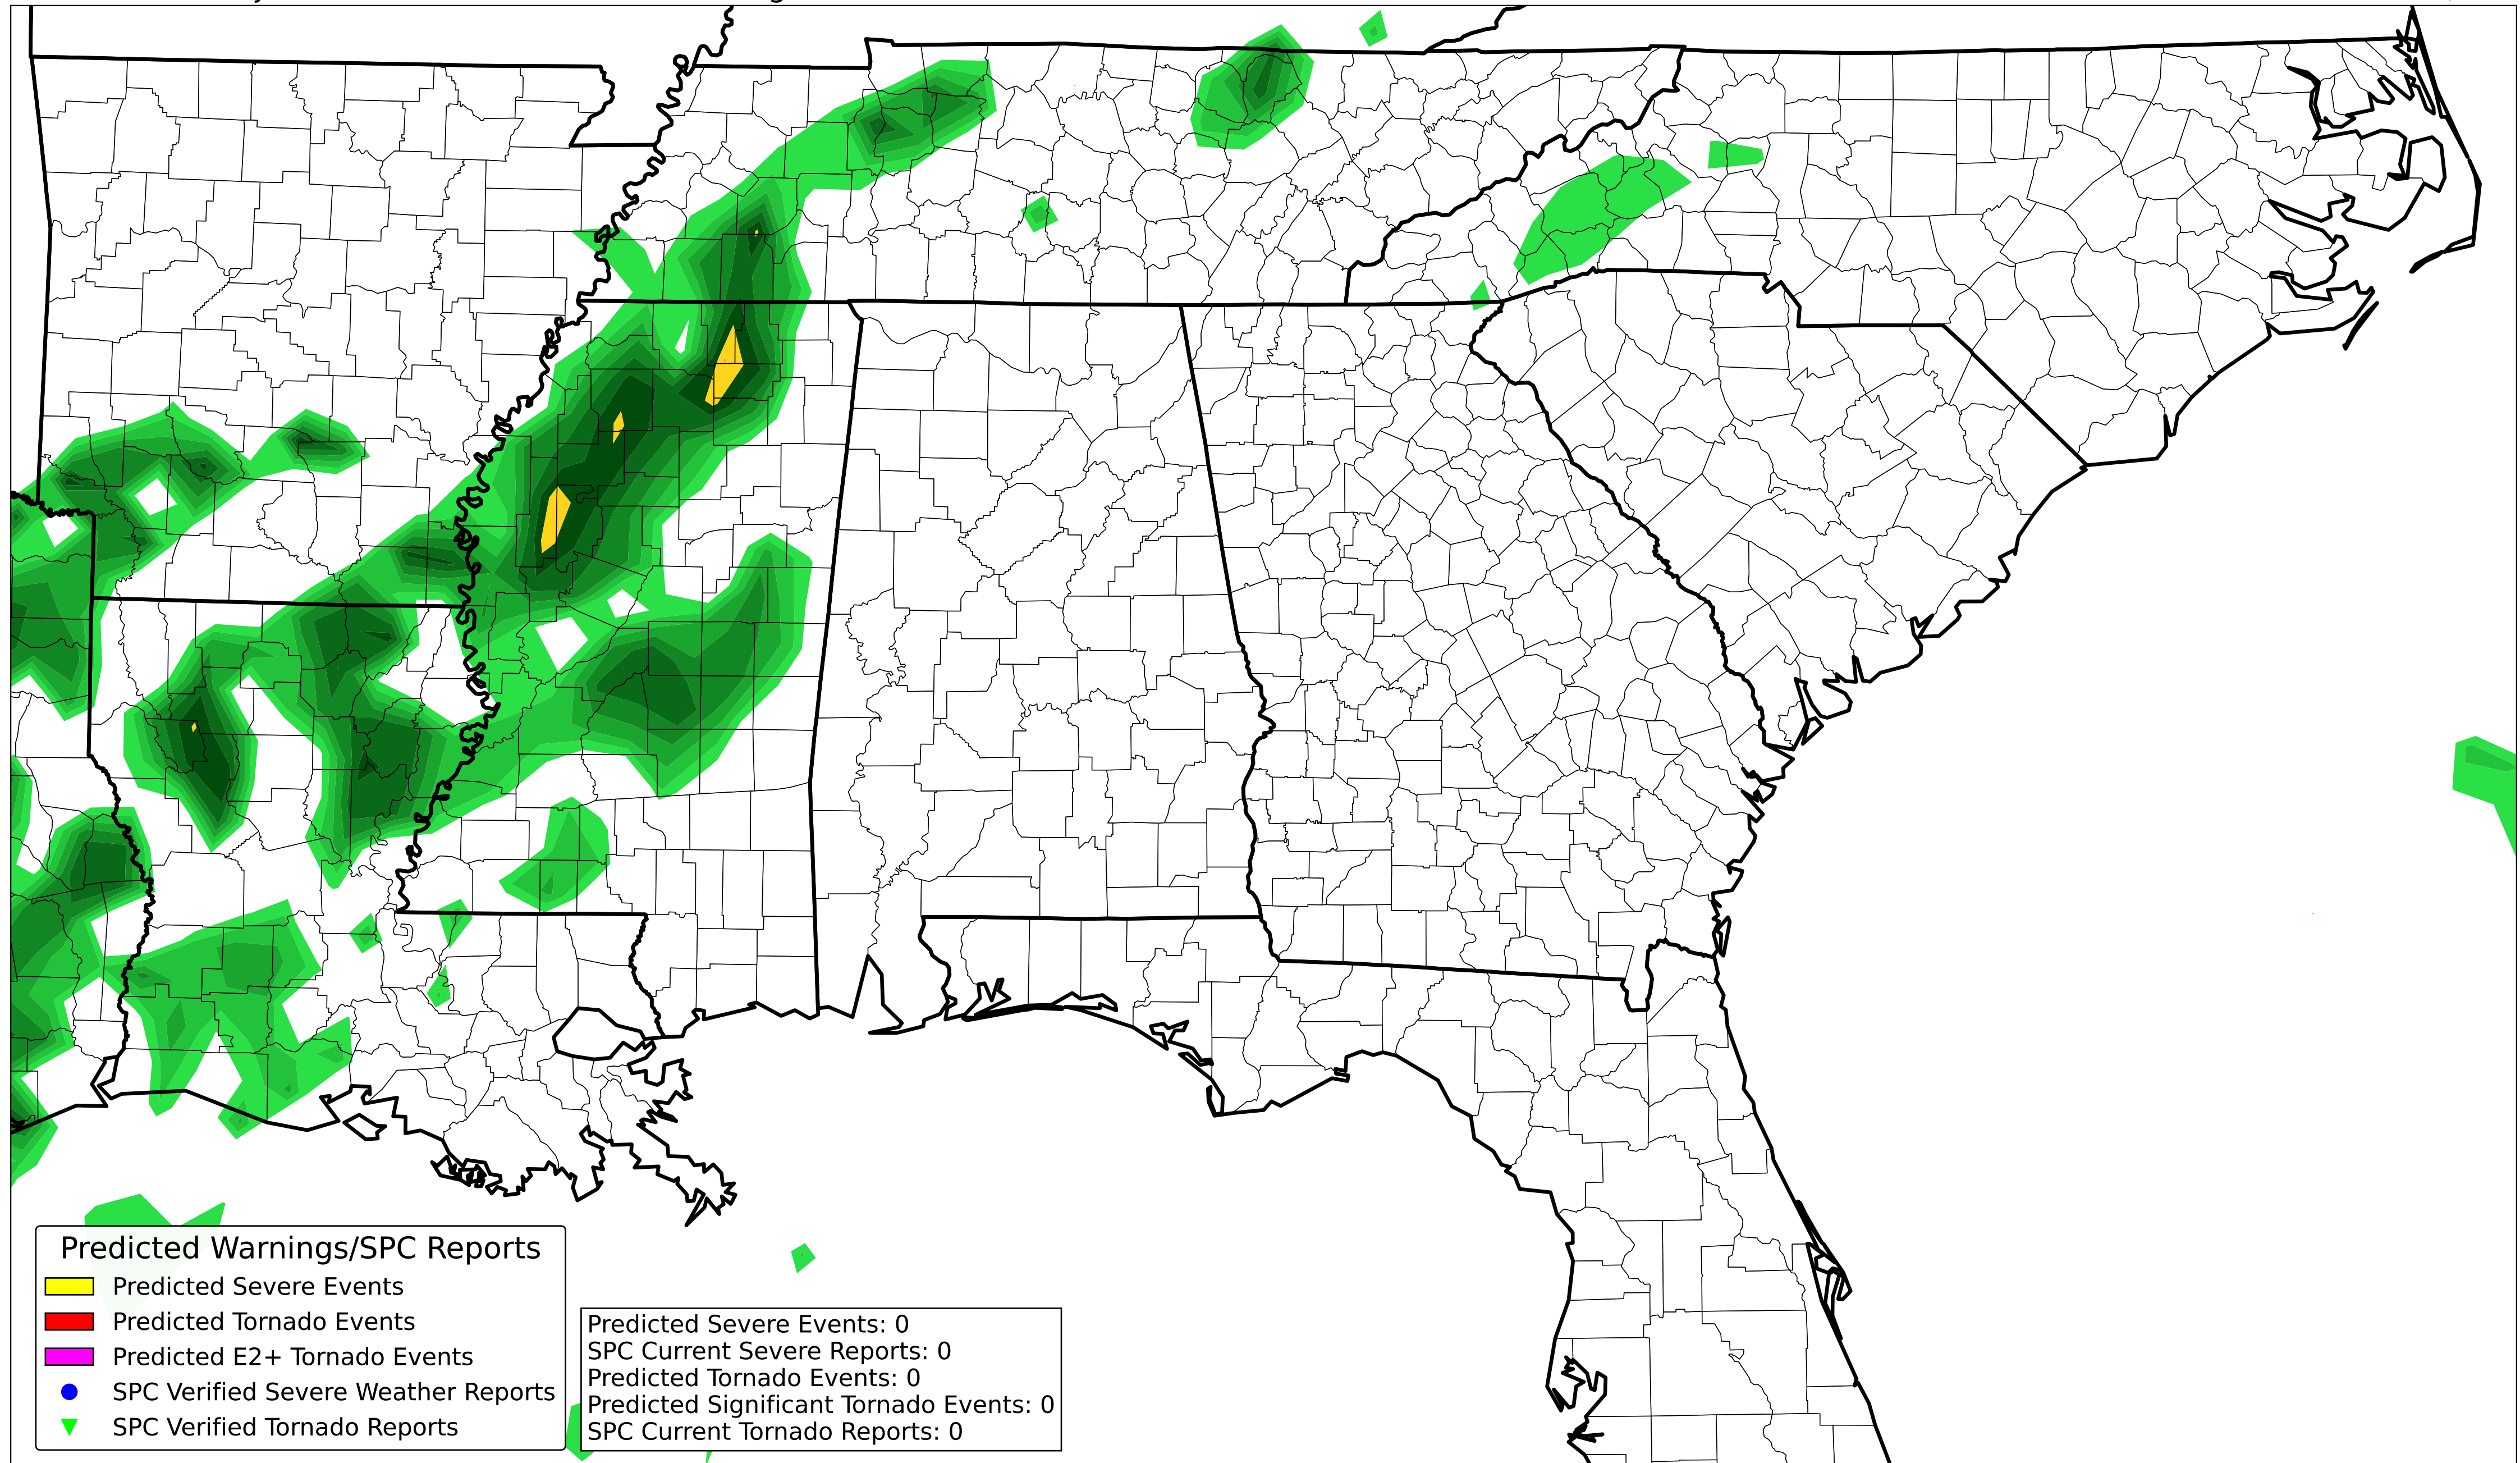 Predicted Warnings/SPC Reports
Predicted Severe Events
Predicted Tornado Events
Predicted E2+ Tornado Events
SPC Verified Severe Weather Reports
SPC Verified Tornado Reports
Predicted Severe Events: 0
SPC Current Severe Reports: 0
Predicted Tornado Events: 0
Predicted Significant Tornado Events: 0
SPC Current Tornado Reports: 0